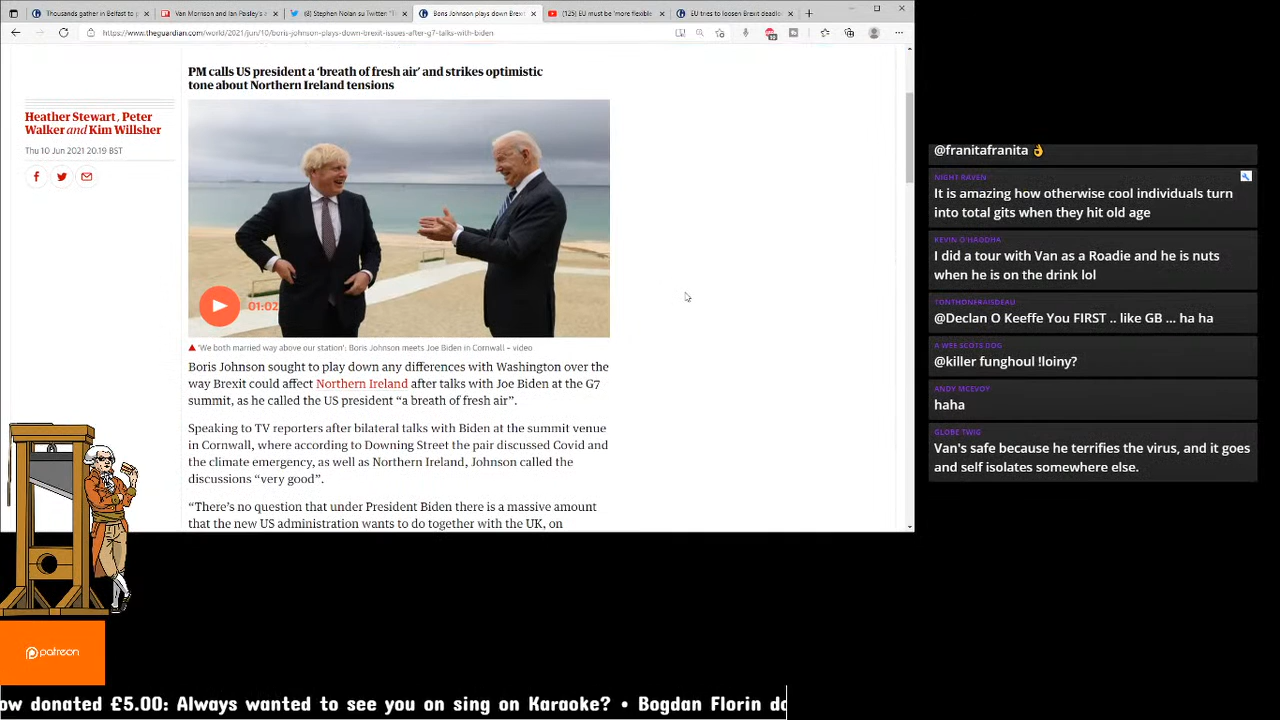 Thousands gather in Belfast to p
Van Morrison and Ian Paisley's a
(8) Stephen Nolan su Twitter: "T
Boris Johnson plays down Brexi
(125) EU must be 'more flexible
EU tries to loosen Brexit deadlo
https://www.theguardian.com/world/2021/jun/10/boris-johnson-plays-down-brexit-issues-after-g7-talks-with-biden
PM calls US president a ‘breath of fresh air’ and strikes optimistic
tone about Northern Ireland tensions
Heather Stewart, Peter
Walker and Kim Willsher
Thu 10 Jun 2021 20.19 BST
01:02
'We both married way above our station': Boris Johnson meets Joe Biden in Cornwall – video
Boris Johnson sought to play down any differences with Washington over the
way Brexit could affect Northern Ireland after talks with Joe Biden at the G7
summit, as he called the US president “a breath of fresh air”.
Speaking to TV reporters after bilateral talks with Biden at the summit venue
in Cornwall, where according to Downing Street the pair discussed Covid and
the climate emergency, as well as Northern Ireland, Johnson called the
discussions “very good”.
“There’s no question that under President Biden there is a massive amount
that the new US administration wants to do together with the UK, on
@franitafranita 👌
NIGHT RAVEN
It is amazing how otherwise cool individuals turn
into total gits when they hit old age
KEVIN O'HAODHA
I did a tour with Van as a Roadie and he is nuts
when he is on the drink lol
TONTHONERAISDEAU
@Declan O Keeffe You FIRST .. like GB ... ha ha
A WEE SCOTS DOG
@killer funghoul !loiny?
ANDY MCEVOY
haha
GLOBE TWIG
Van's safe because he terrifies the virus, and it goes
and self isolates somewhere else.
patreon
ow donated £5.00: Always wanted to see you on sing on Karaoke? • Bogdan Florin do